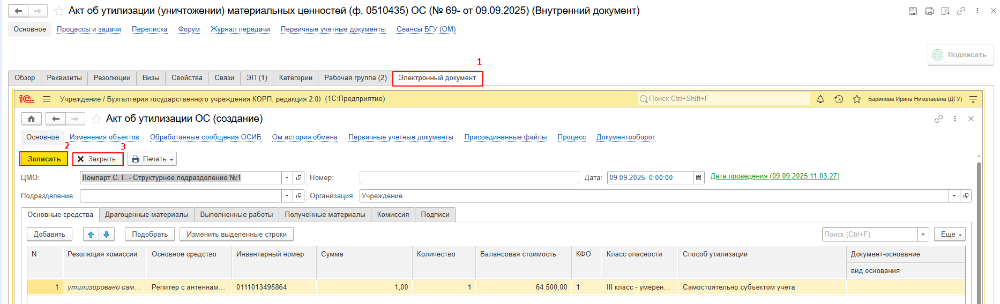 Акт об утилизации (уничтожении) материальных ценностей (ф. 0510435) ОС (№ 69- от 09.09.2025) (Внутренний документ)
Основное Процессы и задачи Переписка Форум Журнал передачи Первичные учетные документы Сеансы БГУ (ОМ)
Подписать
1
Обзор Реквизиты Резолюции Визы Свойства Связи ЭП (1) Категории Рабочая группа (2) Электронный документ
1С Учреждение / Бухгалтерия государственного учреждения КОРП, редакция 2.0) (1С:Предприятие) Поиск Ctrl+Shift+F Баринова Ирина Николаевна (ДГУ)
Акт об утилизации ОС (создание)
Основное Изменения объектов Обработанные сообщения ОСИБ Ом история обмена Первичные учетные документы Присоединенные файлы Процесс Документооборот
2 3
Записать Закрыть Печать
ЦМО: Ломпарт С. Г. - Структурное подразделение №1 Номер: Дата: 09.09.2025 0:00:00 Дата проведения (09.09.2025 11:03:27)
Подразделение: Организация: Учреждение
Основные средства Драгоценные материалы Выполненные работы Полученные материалы Комиссия Подписи
Добавить Подобрать Изменить выделенные строки Поиск (Ctrl+F) × Еще
N Резолюция комиссии Основное средство Инвентарный номер Сумма Количество Балансовая стоимость КФО Класс опасности Способ утилизации Документ-основание
вид основания
1 утилизировано сам... Репитер с антеннам... 0111013495864 1,00 1 64 500,00 1 III класс - умерен... Самостоятельно субъектом учета